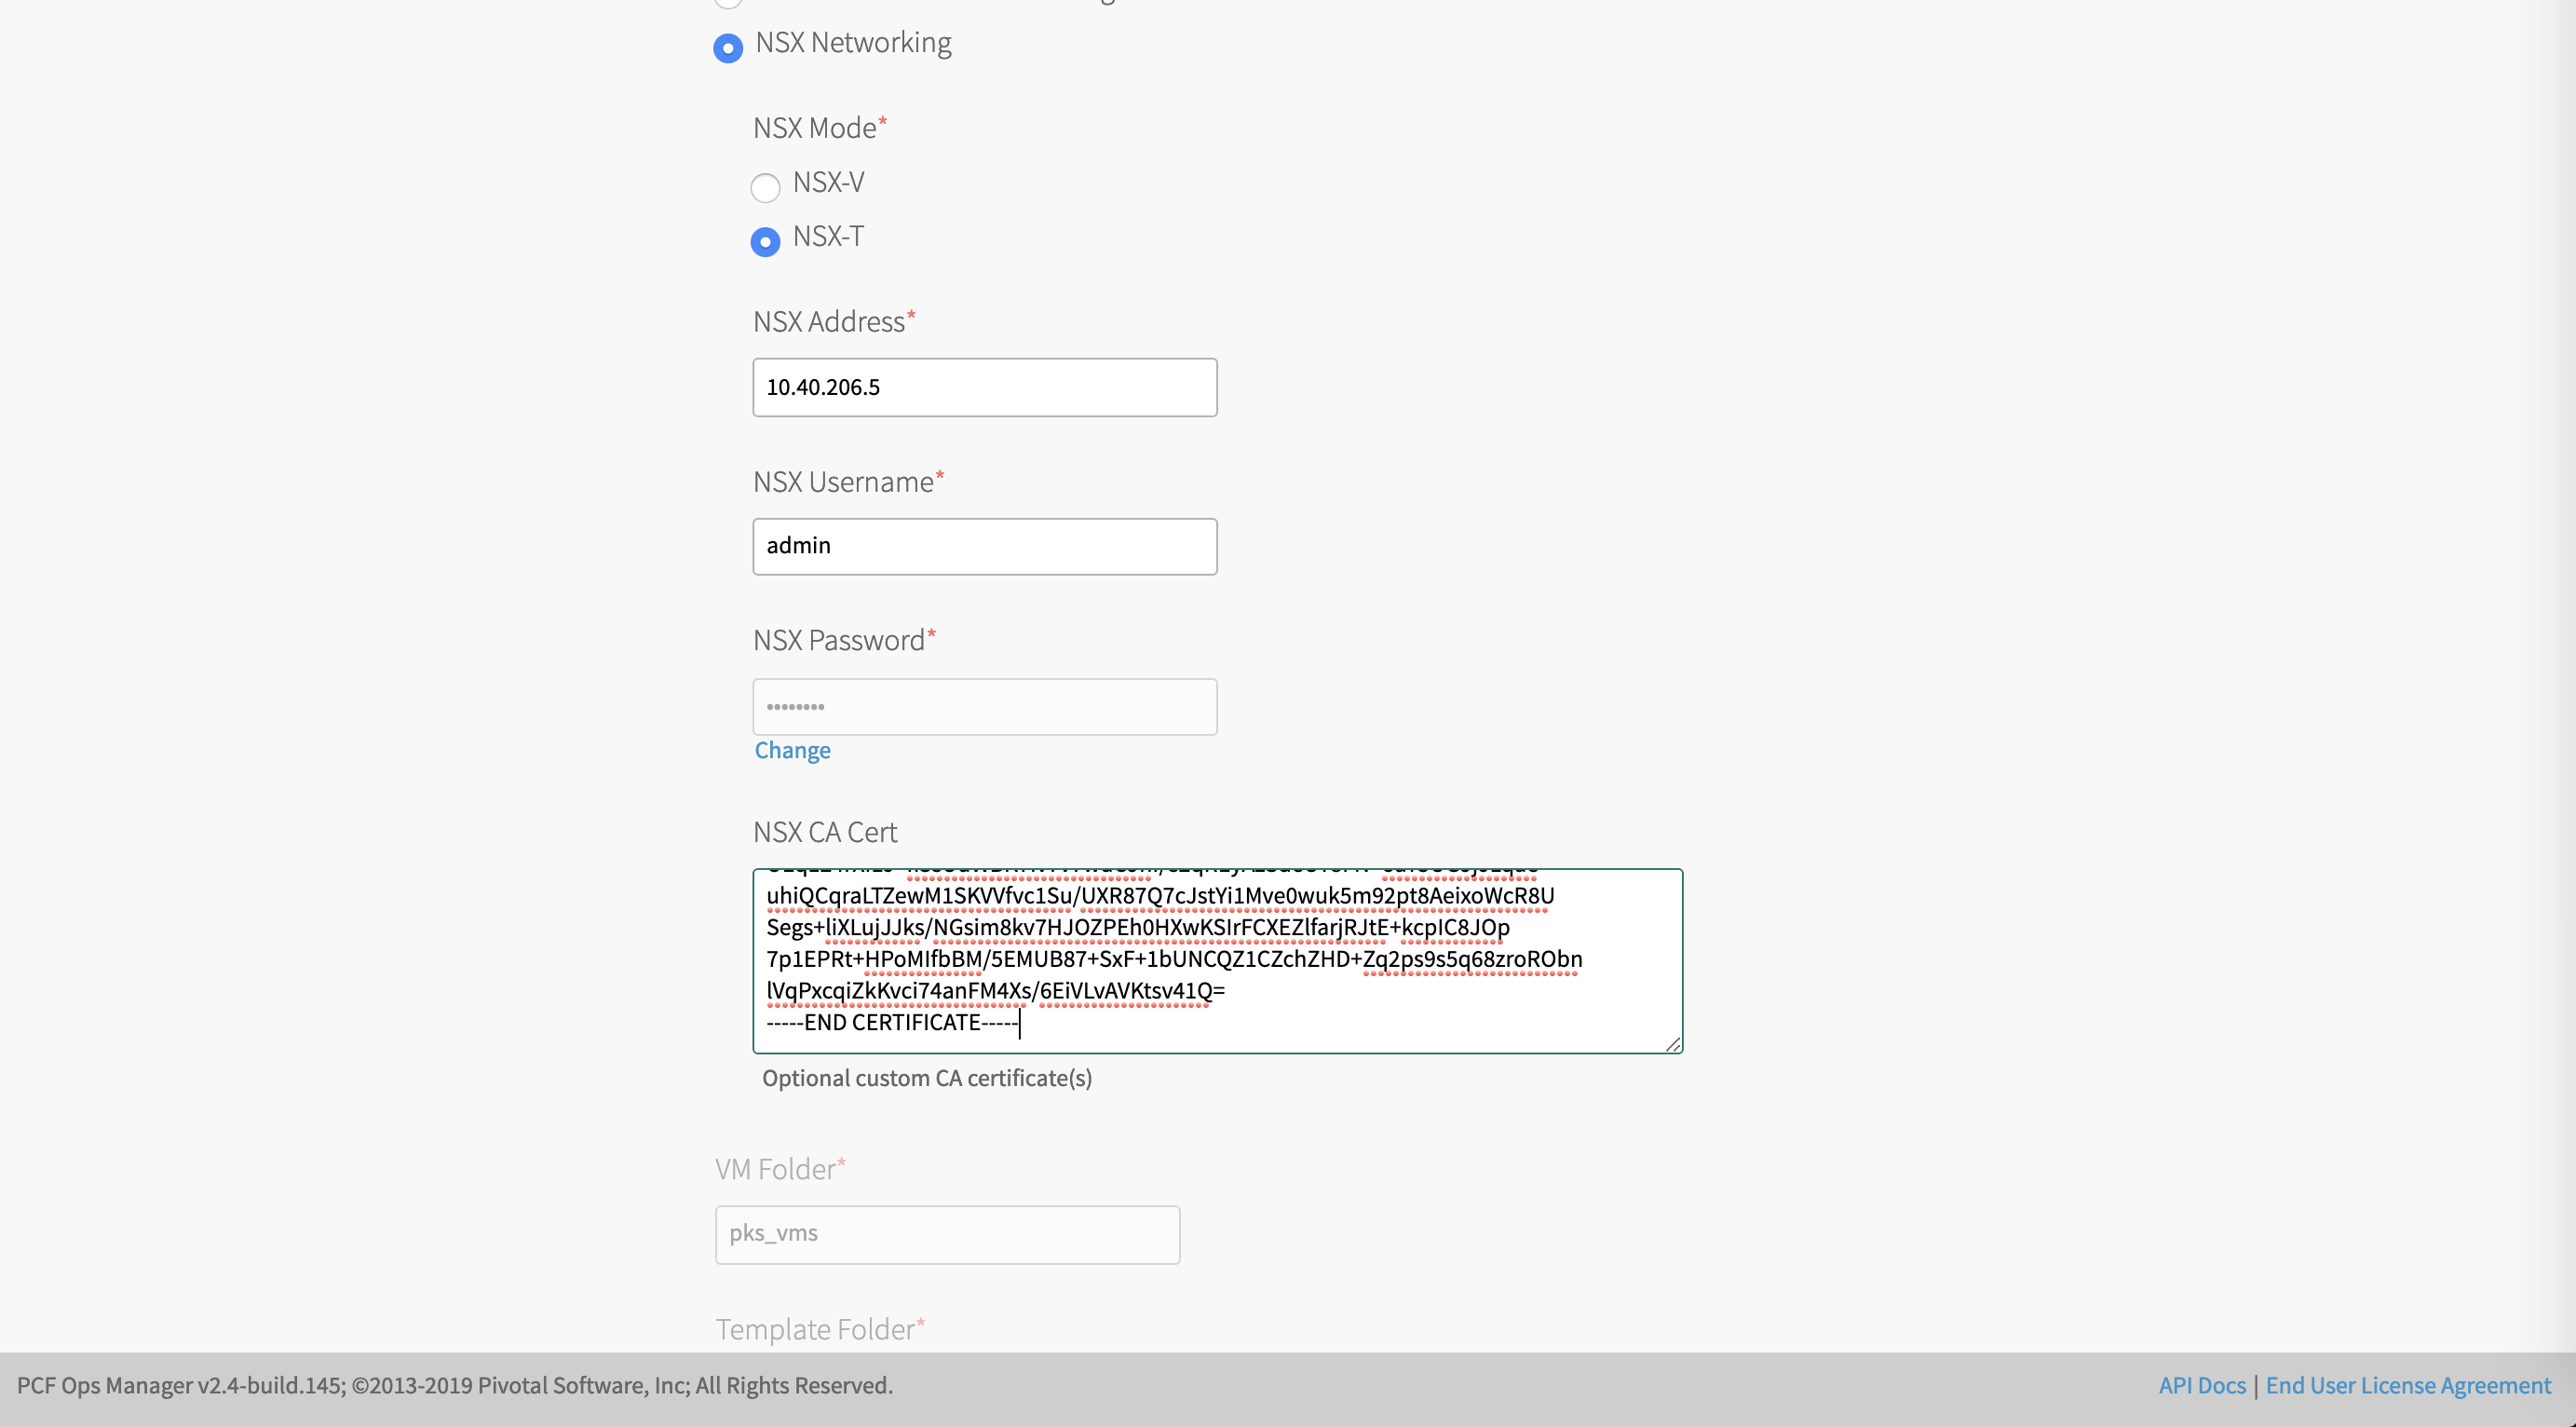 NSX Networking
NSX Mode*
NSX-V
NSX-T
NSX Address*
10.40.206.5
NSX Username*
admin
NSX Password*
••••••••
Change
NSX CA Cert
uhiQCqraLTZewM1SKVVfvc1Su/UXR87Q7cJstYi1Mve0wuk5m92pt8AeixoWcR8U
Segs+liXLujJJks/NGsim8kv7HJOZPEh0HXwKSIrFCXEZlfarjRJtE+kcpIC8JOp
7p1EPRt+HPoMIfbBM/5EMUB87+SxF+1bUNCQZ1CZchZHD+Zq2ps9s5q68zroRObn
lVqPxcqiZkKvci74anFM4Xs/6EiVLvAVKtsv41Q=
-----END CERTIFICATE-----
Optional custom CA certificate(s)
VM Folder*
pks_vms
Template Folder*
PCF Ops Manager v2.4-build.145; ©2013-2019 Pivotal Software, Inc; All Rights Reserved.
API Docs | End User License Agreement